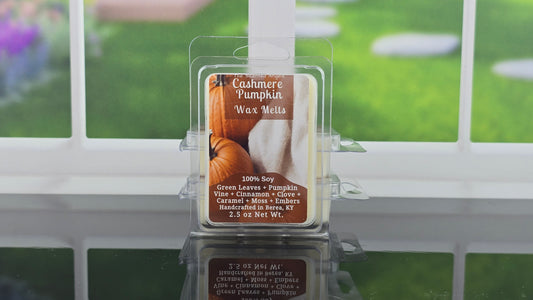 Cashmere
Pumpkin
Wax Melts
100% Soy
Green Leaves + Pumpkin
Vine + Cinnamon + Clove +
Caramel + Moss + Embers
Handcrafted in Berea, KY
2.5 oz Net Wt.